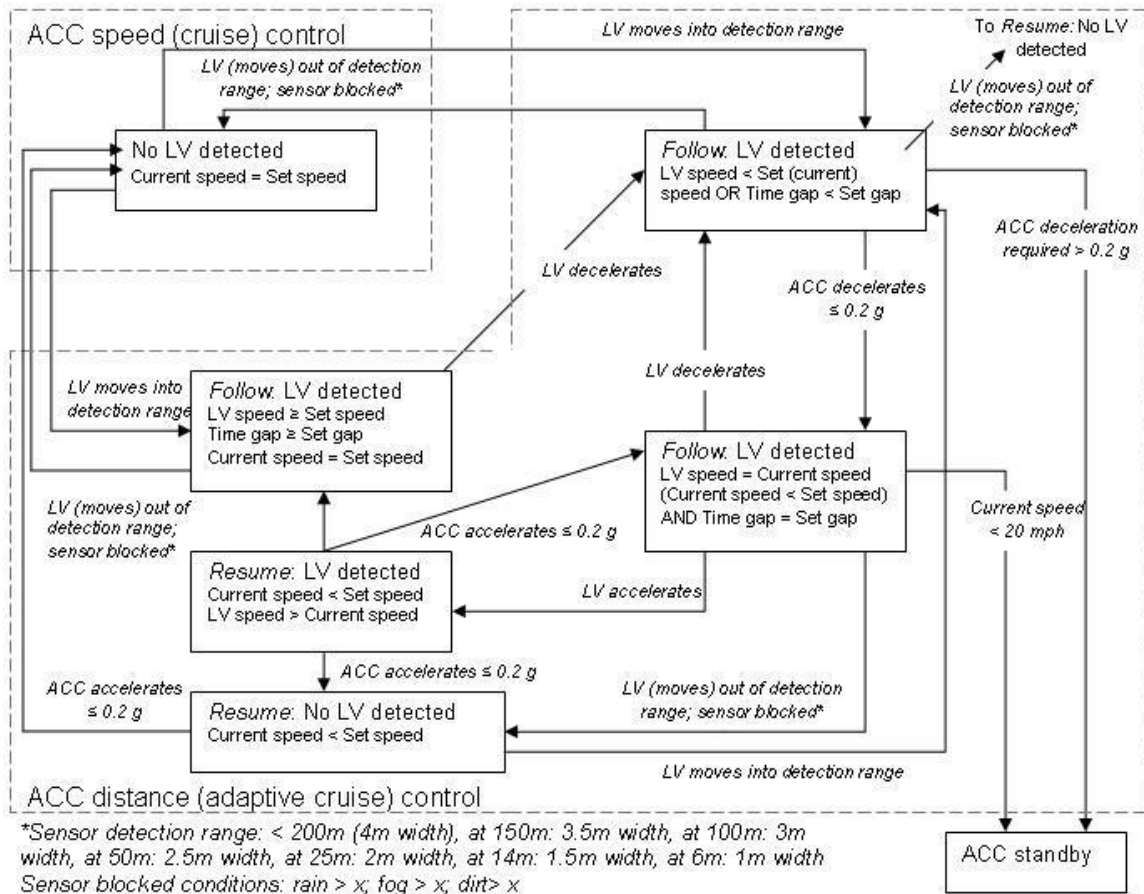 ACC speed (cruise) control
LV moves into detection range
To Resume: No LV
detected
LV (moves) out of detection
range; sensor blocked*
LV (moves) out of
detection range;
sensor blocked*
No LV detected
Current speed = Set speed
Follow: LV detected
LV speed < Set (current)
speed OR Time gap < Set gap
ACC deceleration
required > 0.2 g
LV decelerates
ACC decelerates
≤ 0.2 g
LV moves into
detection range
Follow: LV detected
LV speed ≥ Set speed
Time gap ≥ Set gap
Current speed = Set speed
LV decelerates
Follow: LV detected
LV speed = Current speed
(Current speed < Set speed)
AND Time gap = Set gap
LV (moves) out of
detection range;
sensor blocked*
ACC accelerates ≤ 0.2 g
Current speed
< 20 mph
Resume: LV detected
Current speed < Set speed
LV speed > Current speed
LV accelerates
ACC accelerates ≤ 0.2 g
ACC accelerates
≤ 0.2 g
LV (moves) out of detection
range; sensor blocked*
Resume: No LV detected
Current speed < Set speed
LV moves into detection range
ACC distance (adaptive cruise) control
*Sensor detection range: < 200m (4m width), at 150m: 3.5m width, at 100m: 3m
width, at 50m: 2.5m width, at 25m: 2m width, at 14m: 1.5m width, at 6m: 1m width
Sensor blocked conditions: rain > x; fog > x; dirt> x
ACC standby